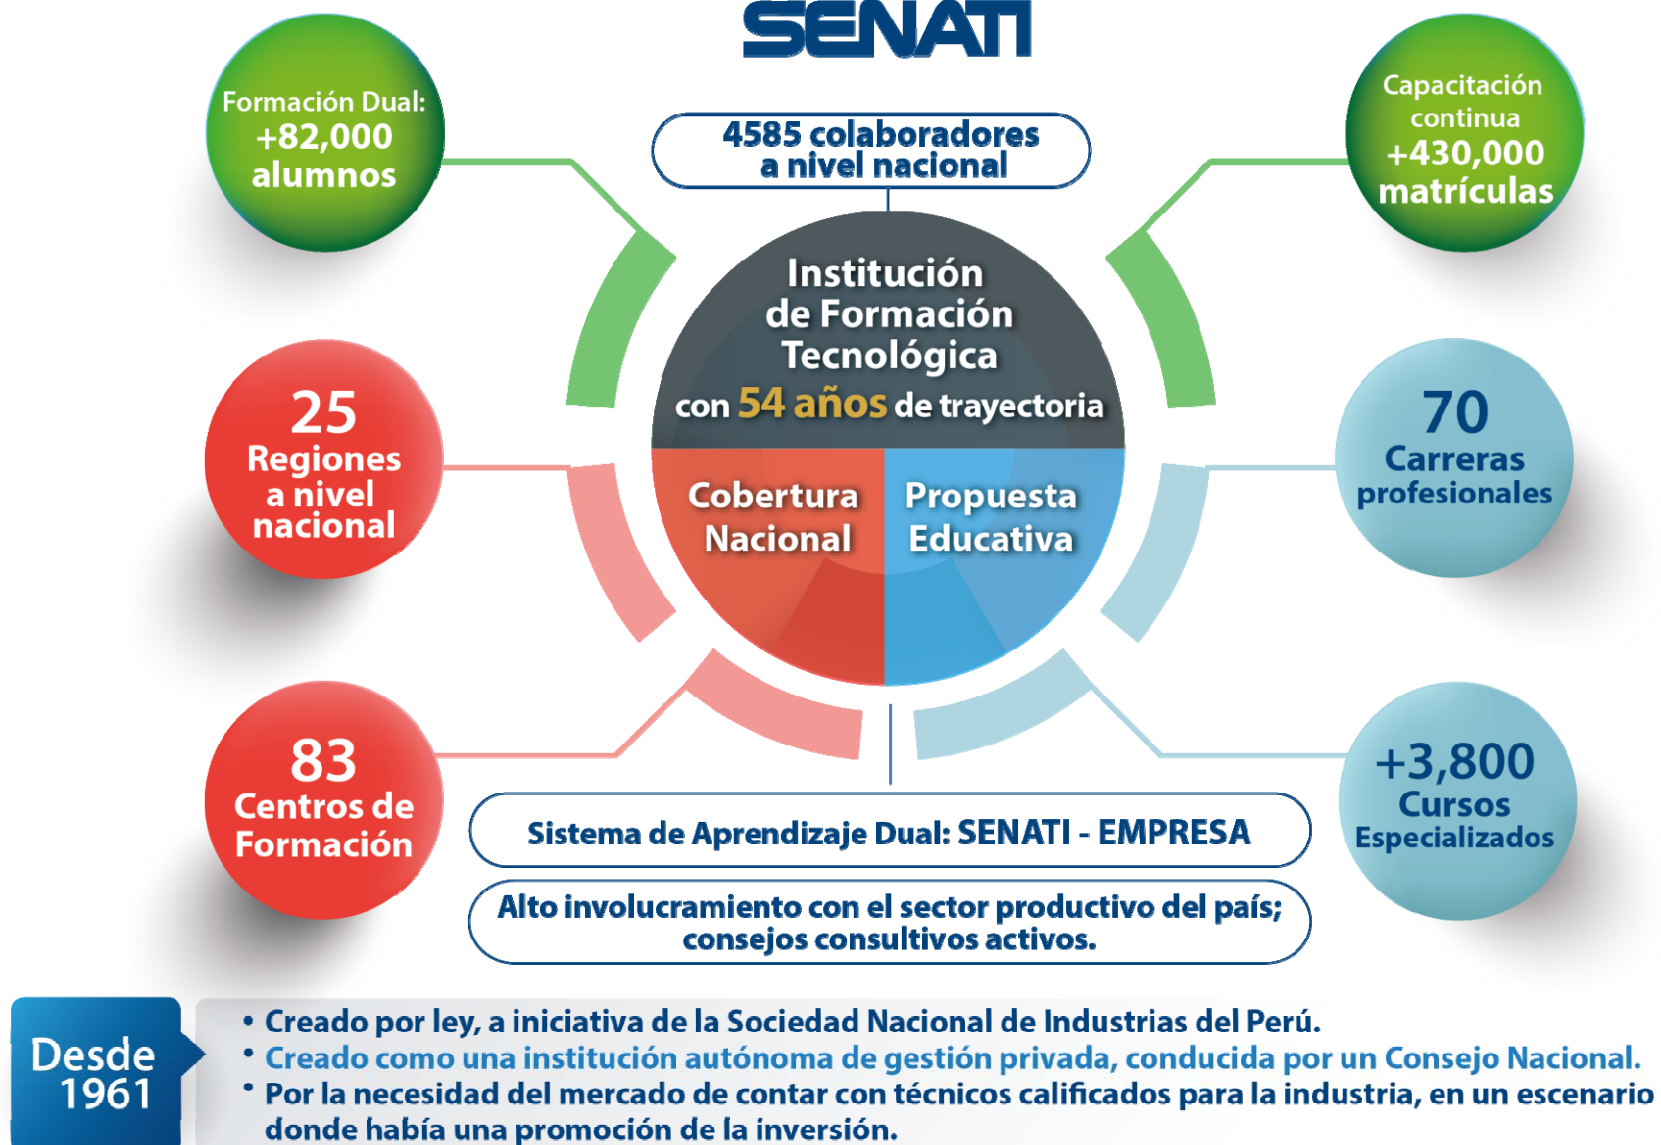 SENATI
Formación Dual:
+82,000
alumnos
4585 colaboradores
a nivel nacional
Capacitación
continua
+430,000
matrículas
Institución
de Formación
Tecnológica
con 54 años de trayectoria
25
Regiones
a nivel
nacional
Cobertura
Nacional
Propuesta
Educativa
70
Carreras
profesionales
83
Centros de
Formación
+3,800
Cursos
Especializados
Sistema de Aprendizaje Dual: SENATI - EMPRESA
Alto involucramiento con el sector productivo del país;
consejos consultivos activos.
Desde
1961
• Creado por ley, a iniciativa de la Sociedad Nacional de Industrias del Perú.
• Creado como una institución autónoma de gestión privada, conducida por un Consejo Nacional.
• Por la necesidad del mercado de contar con técnicos calificados para la industria, en un escenario
donde había una promoción de la inversión.